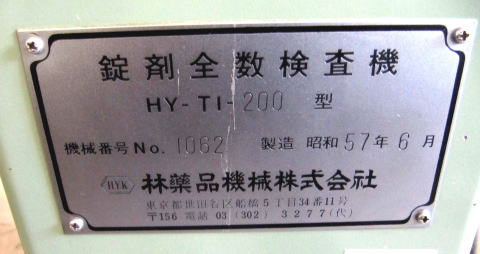 錠剤全数検査機
HY-TI-200 型
機械番号 No. 1062 製造 昭和57年6月
HYK 林薬品機械株式会社
東京都世田谷区船橋5丁目34番11号
〒156 電話 03 (302) 3277(代)